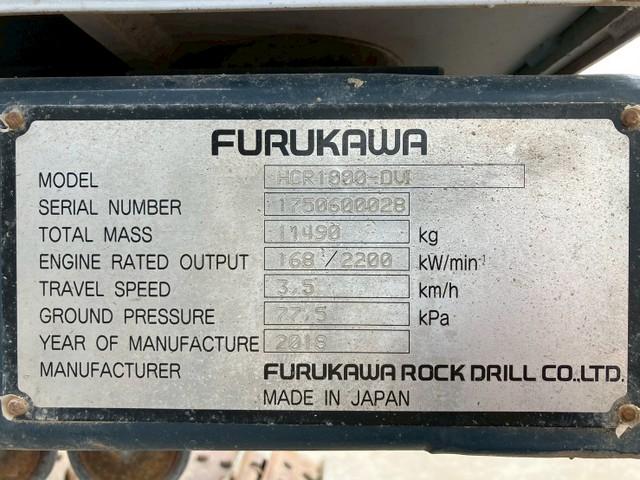 FURUKAWA
MODEL HCR1000-DVI
SERIAL NUMBER 1750600028
TOTAL MASS 11490 kg
ENGINE RATED OUTPUT 168 / 2200 kW/min⁻¹
TRAVEL SPEED 3.5 km/h
GROUND PRESSURE 77.5 kPa
YEAR OF MANUFACTURE 2018
MANUFACTURER FURUKAWA ROCK DRILL CO.,LTD.
MADE IN JAPAN